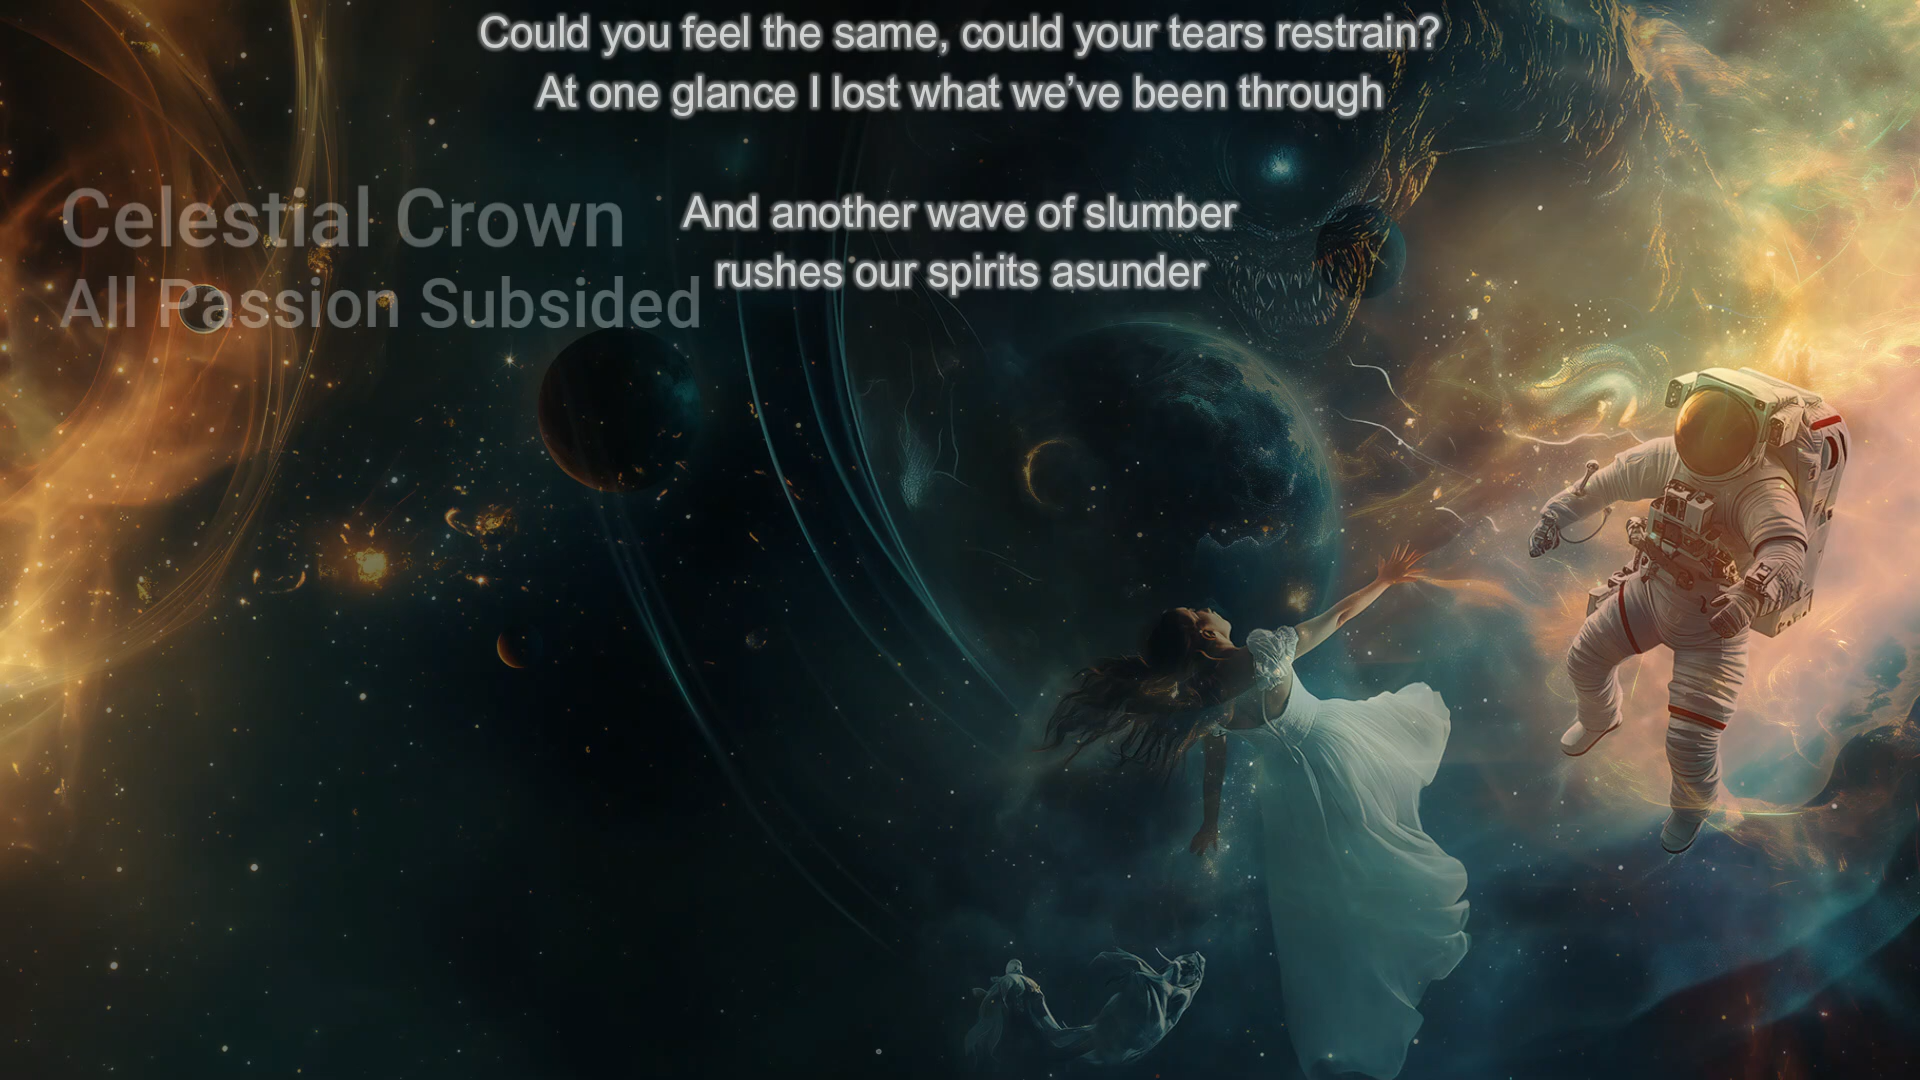 Could you feel the same, could your tears restrain?
At one glance I lost what we’ve been through
And another wave of slumber
rushes our spirits asunder
Celestial Crown
All Passion Subsided